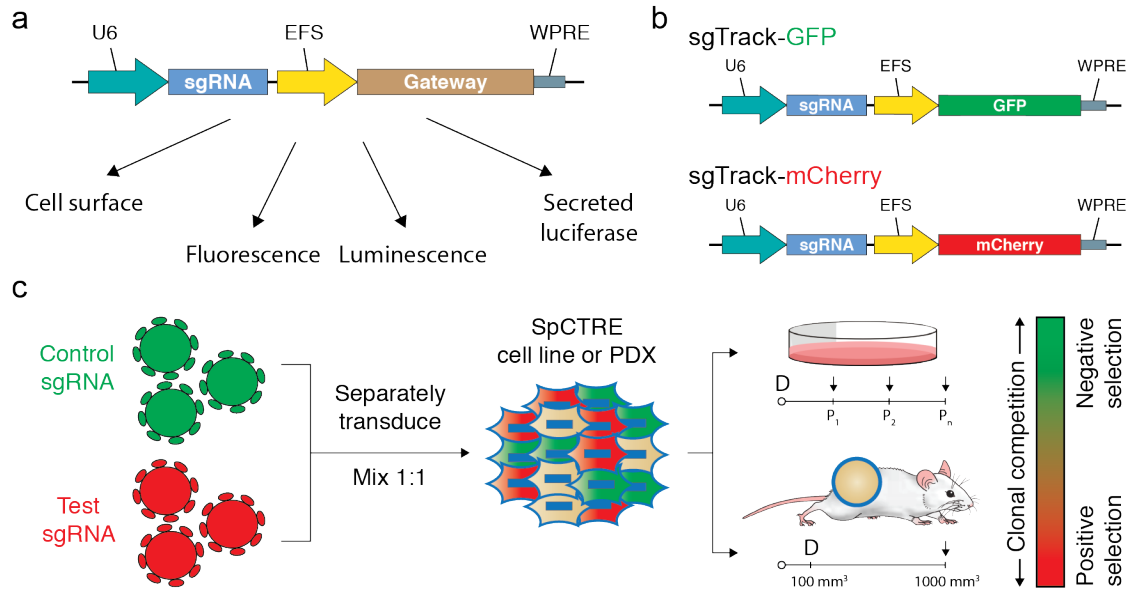 a
U6
EFS
WPRE
sgRNA
Gateway
Cell surface
Fluorescence
Luminescence
Secreted
luciferase
b
sgTrack-GFP
U6
EFS
WPRE
sgRNA
GFP
sgTrack-mCherry
U6
EFS
WPRE
sgRNA
mCherry
c
Control
sgRNA
Test
sgRNA
Separately
transduce
Mix 1:1
SpCTRE
cell line or PDX
D
P1
P2
Pn
D
100 mm³
1000 mm³
Clonal competition
Negative
selection
Positive
selection